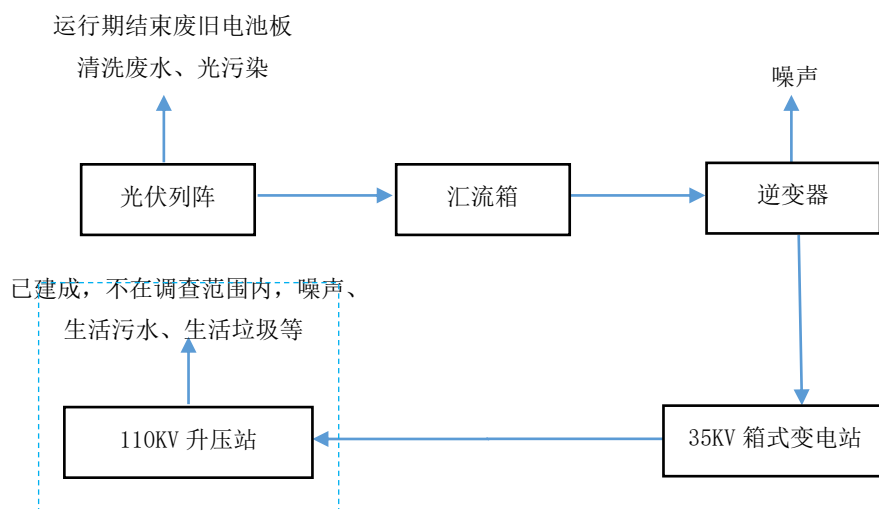 运行期结束废旧电池板
清洗废水、光污染
噪声
光伏列阵
汇流箱
逆变器
已建成，不在调查范围内，噪声、
生活污水、生活垃圾等
110KV 升压站
35KV 箱式变电站